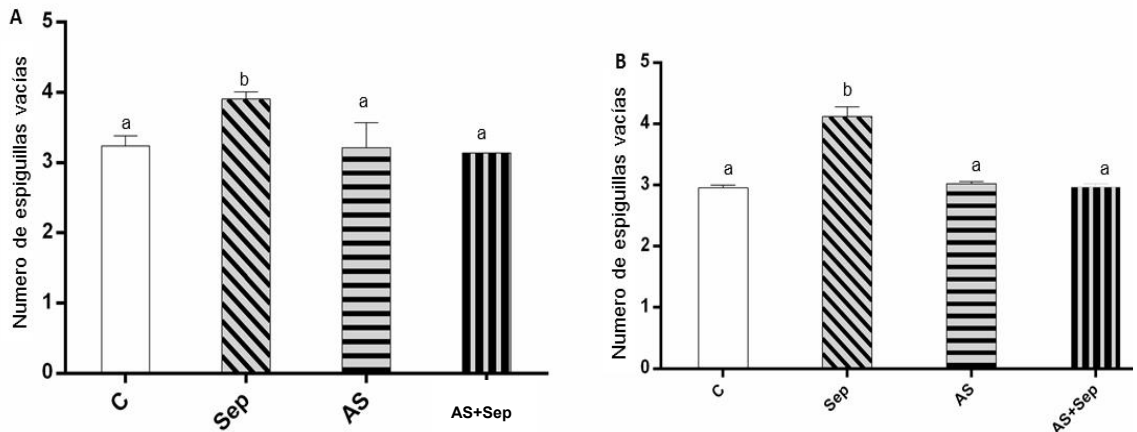 A
Numero de espiguillas vacías
5
4
3
2
1
0
a
b
a
a
C
Sep
AS
AS+Sep
B
Numero de espiguillas vacías
5
4
3
2
1
0
a
b
a
a
C
Sep
AS
AS+Sep